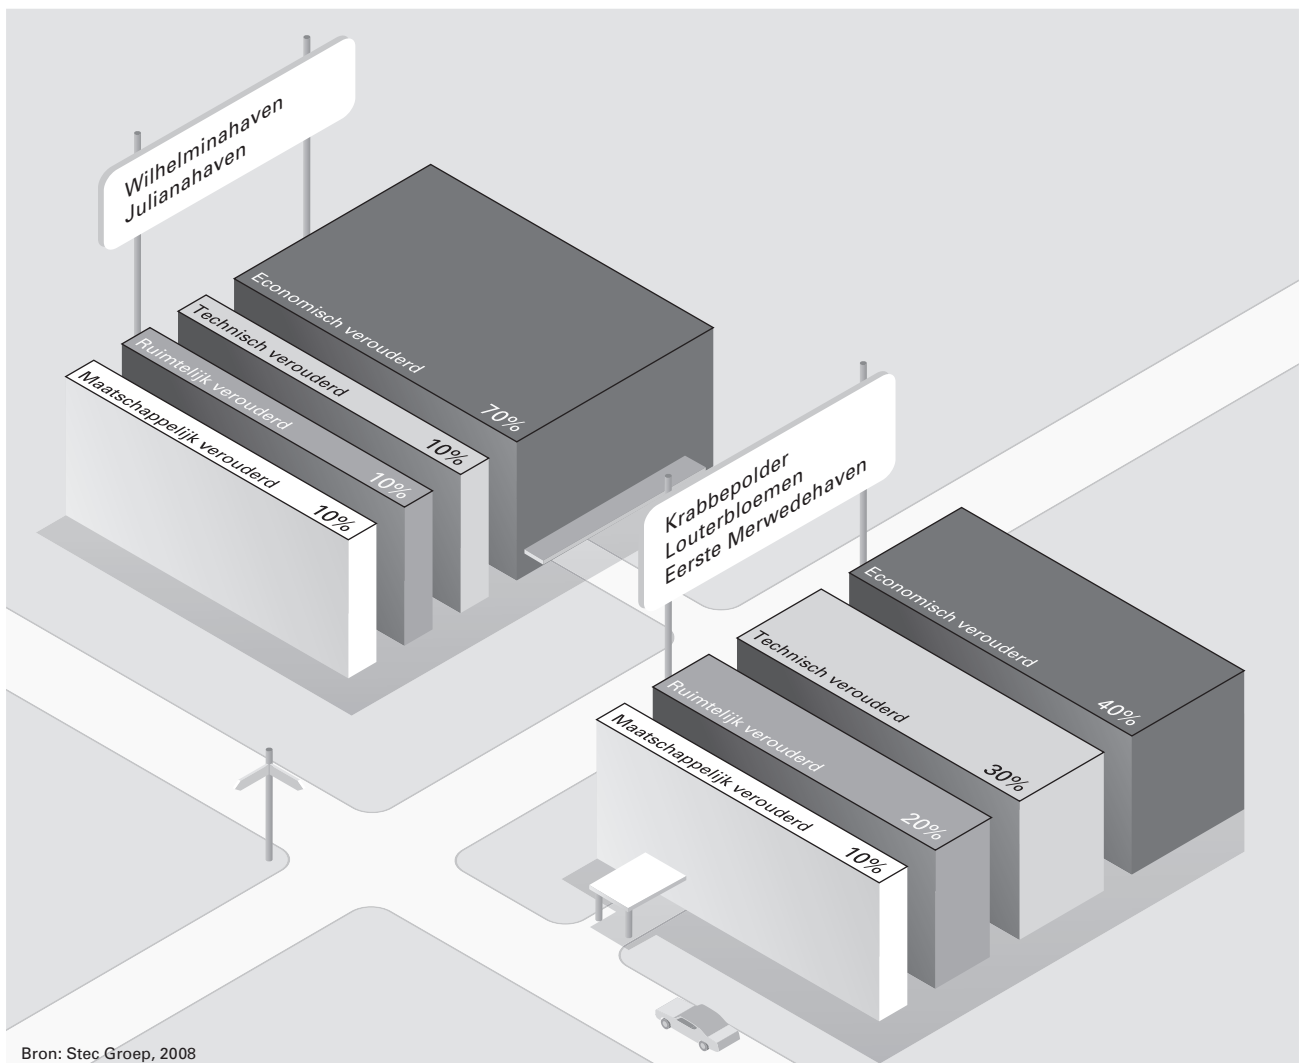 Wilhelminahaven
Julianahaven
Economisch verouderd
70%
Technisch verouderd
10%
Ruimtelijk verouderd
10%
Maatschappelijk verouderd
10%
Krabbepolder
Louterbloemen
Eerste Merwedehaven
Economisch verouderd
40%
Technisch verouderd
30%
Ruimtelijk verouderd
20%
Maatschappelijk verouderd
10%
Bron: Stec Groep, 2008